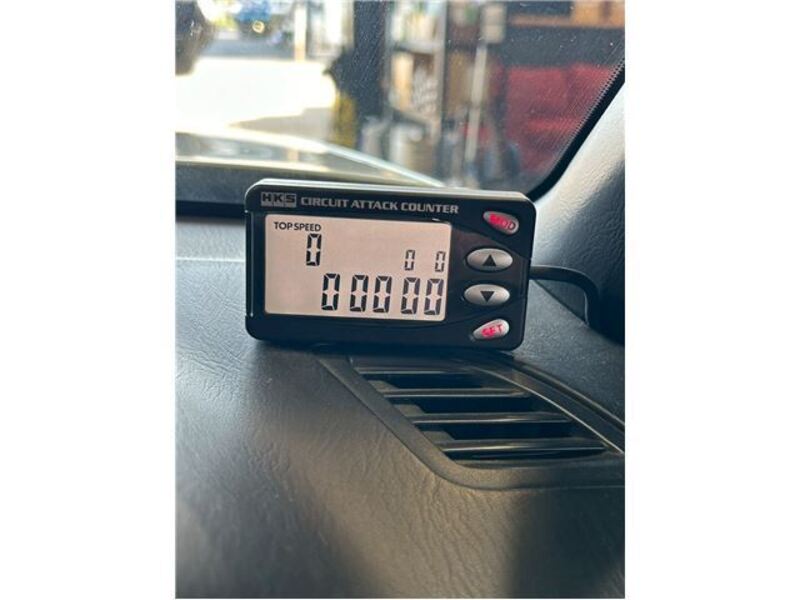 HKS CIRCUIT ATTACK COUNTER
MOD
TOP SPEED
0
0 0
▲
00000
▼
SET